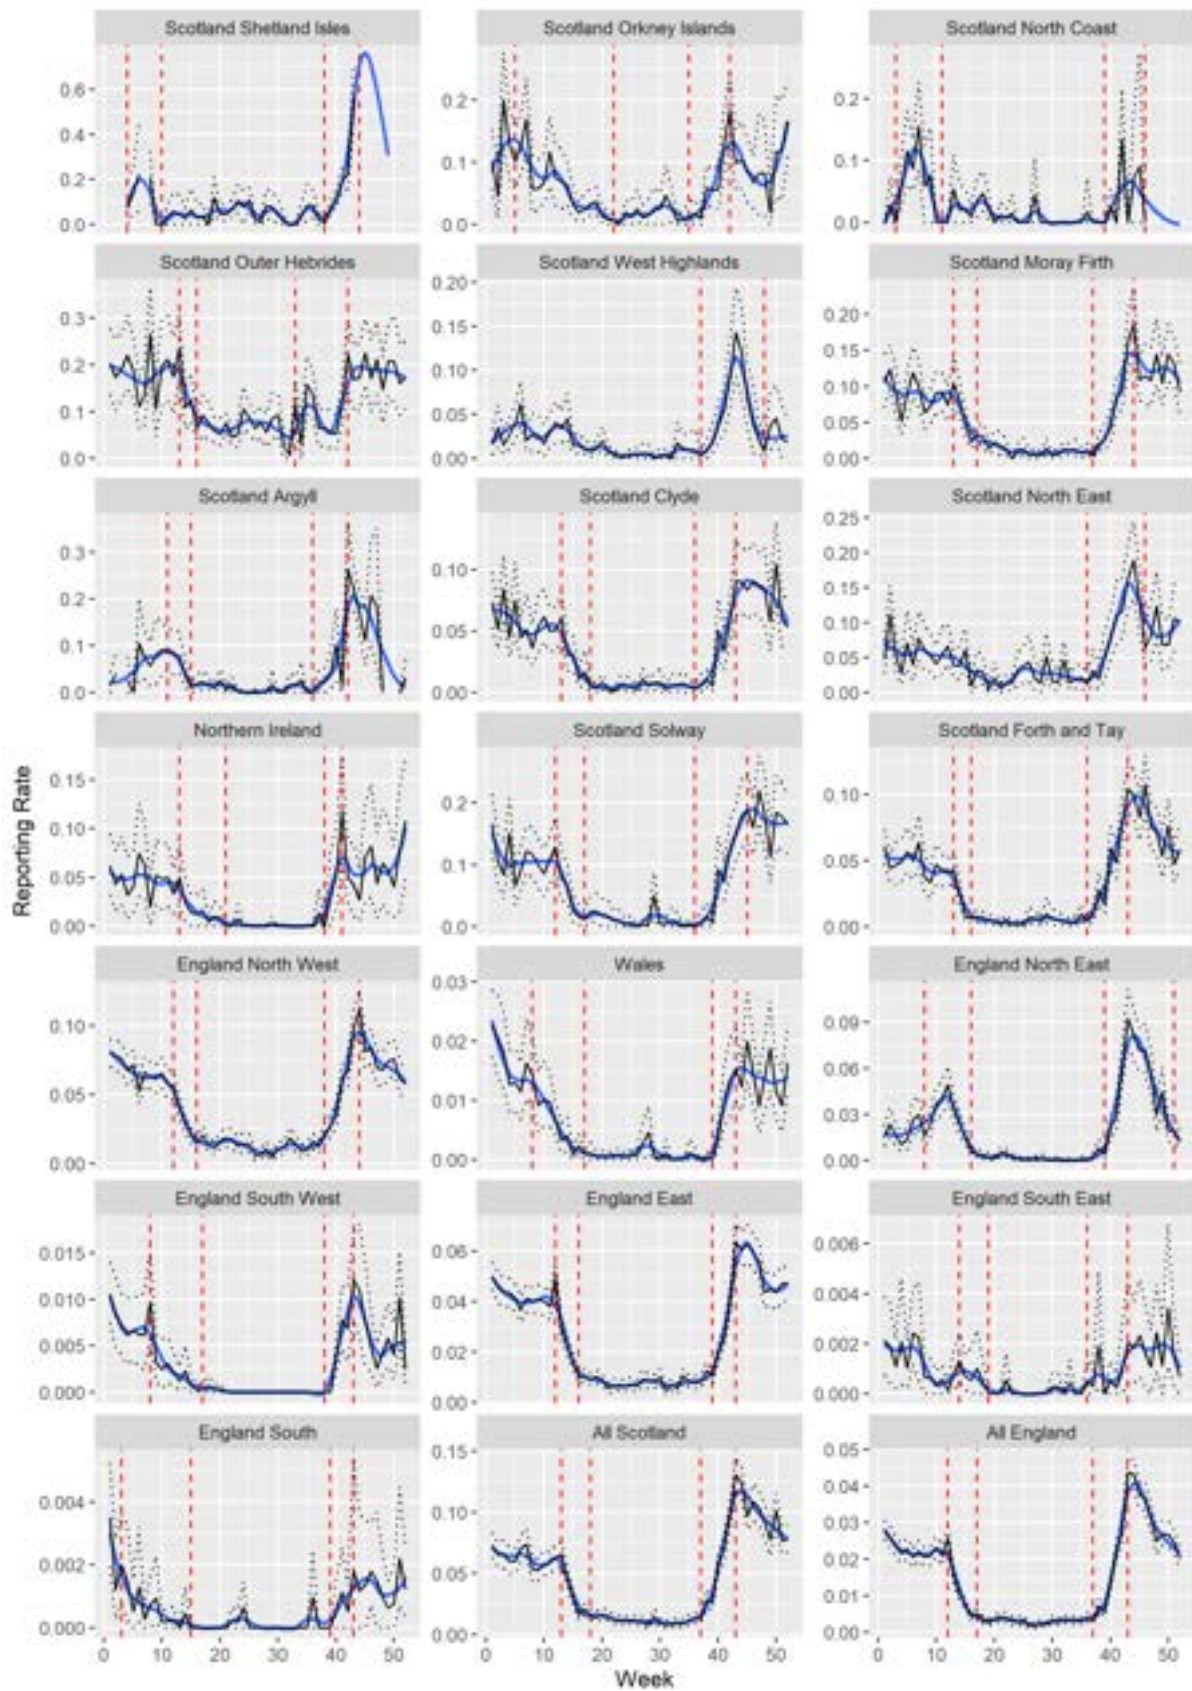 Scotland Shetland Isles Scotland Orkney Islands Scotland North Coast
0.6 0.2 0.2
0.4
0.1 0.1
0.2
0.0 0.0 0.0
Scotland Outer Hebrides Scotland West Highlands Scotland Moray Firth
0.20
0.3 0.20
0.15
0.2 0.15
0.10 0.10
0.1 0.05 0.05
0.0 0.00 0.00
Scotland Argyll Scotland Clyde Scotland North East
0.25
0.3 0.20
0.10
0.2 0.15
0.10
0.05
0.1 0.05
0.0 0.00 0.00
Northern Ireland Scotland Solway Scotland Forth and Tay
0.15 0.2 0.10
0.10
0.1 0.05
0.05
0.00 0.0 0.00
Reporting Rate
England North West Wales England North East
0.03
0.10 0.09
0.02
0.06
0.05
0.01 0.03
0.00 0.00 0.00
England South West England East England South East
0.015 0.06 0.006
0.010 0.04 0.004
0.005 0.02 0.002
0.000 0.00 0.000
England South All Scotland All England
0.15 0.05
0.004 0.04
0.10 0.03
0.002 0.02
0.05
0.01
0.000 0.00 0.00
0 10 20 30 40 50 0 10 20 30 40 50 0 10 20 30 40 50
Week